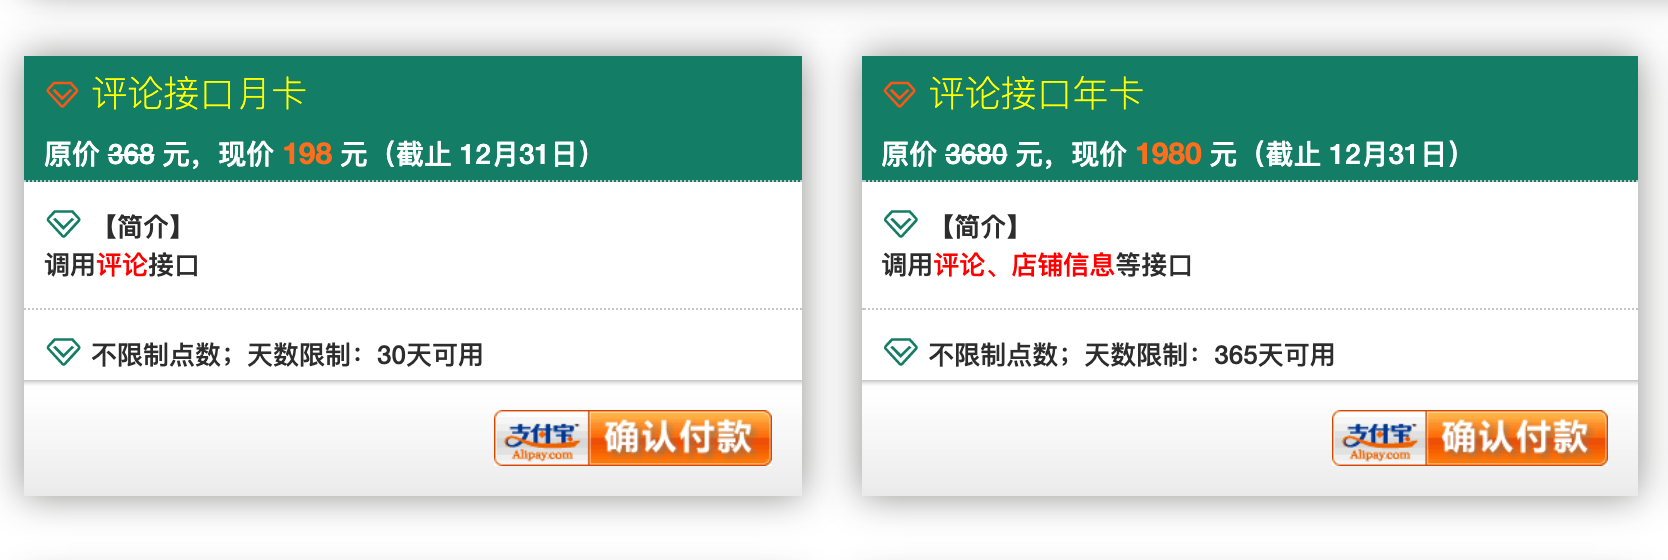 评论接口月卡
原价 368 元，现价 198 元（截止 12月31日）
【简介】
调用评论接口
不限制点数；天数限制：30天可用
支付宝
Alipay.com
确认付款
评论接口年卡
原价 3680 元，现价 1980 元（截止 12月31日）
【简介】
调用评论、店铺信息等接口
不限制点数；天数限制：365天可用
支付宝
Alipay.com
确认付款